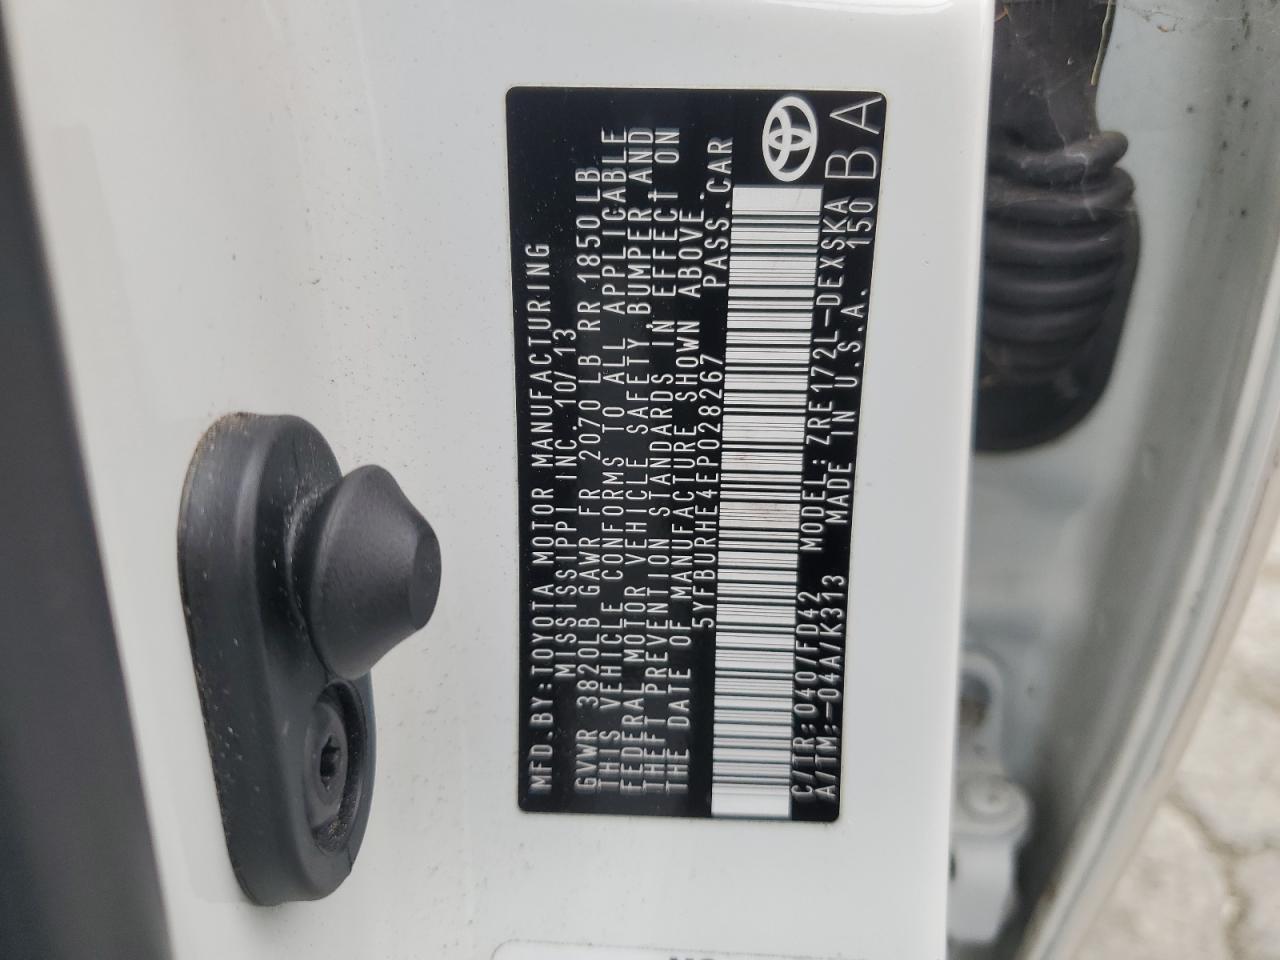 MFD.BY:TOYOTA MOTOR MANUFACTURING
MISSISSIPPI INC. 10/13
GVWR 3820LB GAWR FR 2070 LB RR 1850LB
THIS VEHICLE CONFORMS TO ALL APPLICABLE
FEDERAL MOTOR VEHICLE SAFETY, BUMPER AND
THEFT PREVENTION STANDARDS IN EFFECT ON
THE DATE OF MANUFACTURE SHOWN ABOVE.
5YFBURHE4EP028267 PASS.CAR
C/TR:040/FD42 MODEL: ZRE172L-DEXSKA
A/TM:-04A/K313 MADE IN U.S.A. 150
BA